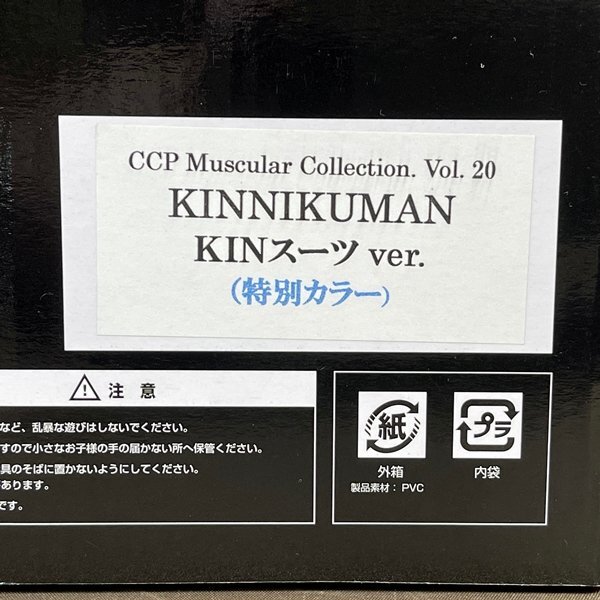 CCP Muscular Collection. Vol. 20
KINNIKUMAN
KINスーツ ver.
(特別カラー)
注 意
など、乱暴な遊びはしないでください。
すので小さなお子様の手の届かない所へ保管ください。
具のそばに置かないようにしてください。
があります。
です。
紙
外箱
製品素材：PVC
プラ
内袋